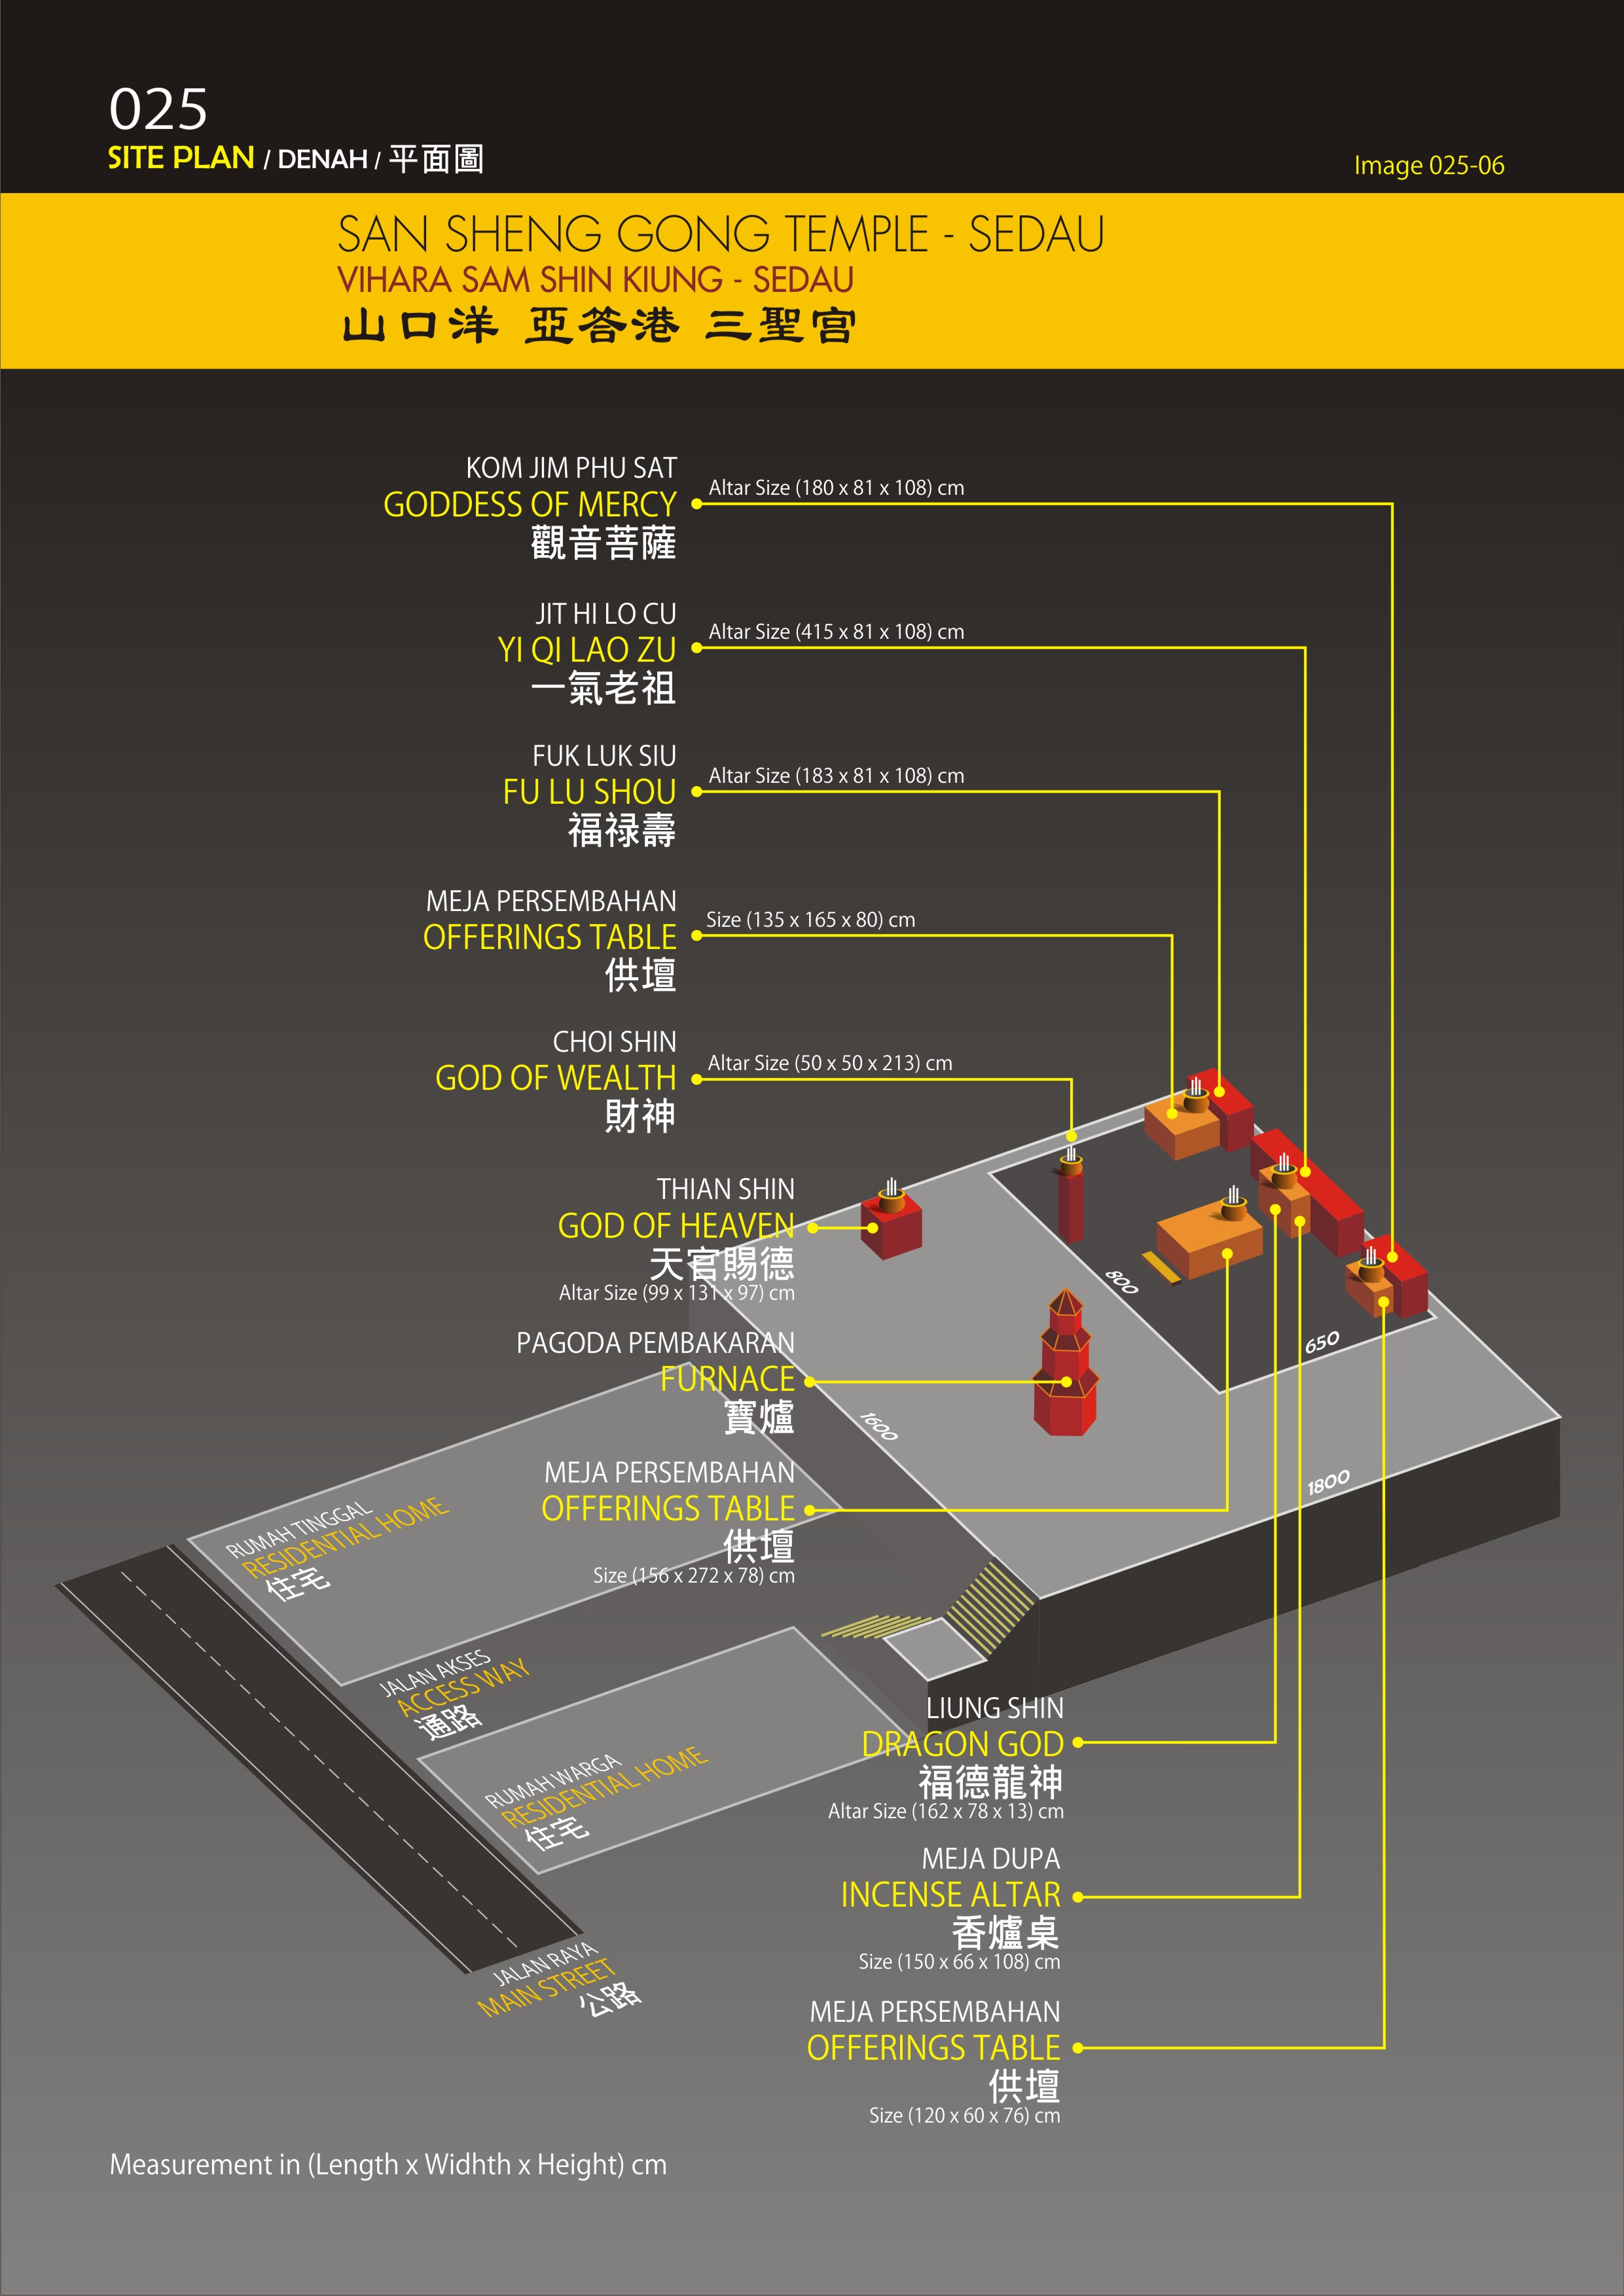 025
SITE PLAN / DENAH / 平面圖
Image 025-06
SAN SHENG GONG TEMPLE - SEDAU
VIHARA SAM SHIN KIUNG - SEDAU
山口洋 亞答港 三聖宮
KOM JIM PHU SAT
GODDESS OF MERCY
觀音菩薩
Altar Size (180 x 81 x 108) cm
JIT HI LO CU
YI QI LAO ZU
一氣老祖
Altar Size (415 x 81 x 108) cm
FUK LUK SIU
FU LU SHOU
福禄壽
Altar Size (183 x 81 x 108) cm
MEJA PERSEMBAHAN
OFFERINGS TABLE
供壇
Size (135 x 165 x 80) cm
CHOI SHIN
GOD OF WEALTH
財神
Altar Size (50 x 50 x 213) cm
THIAN SHIN
GOD OF HEAVEN
天官賜德
Altar Size (99 x 131 x 97) cm
PAGODA PEMBAKARAN
FURNACE
寶爐
MEJA PERSEMBAHAN
OFFERINGS TABLE
供壇
Size (156 x 272 x 78) cm
800
650
1600
1800
RUMAH TINGGAL
RESIDENTIAL HOME
住宅
JALAN AKSES
ACCESS WAY
通路
RUMAH WARGA
RESIDENTIAL HOME
住宅
JALAN RAYA
MAIN STREET
公路
LIUNG SHIN
DRAGON GOD
福德龍神
Altar Size (162 x 78 x 13) cm
MEJA DUPA
INCENSE ALTAR
香爐桌
Size (150 x 66 x 108) cm
MEJA PERSEMBAHAN
OFFERINGS TABLE
供壇
Size (120 x 60 x 76) cm
Measurement in (Length x Widhth x Height) cm